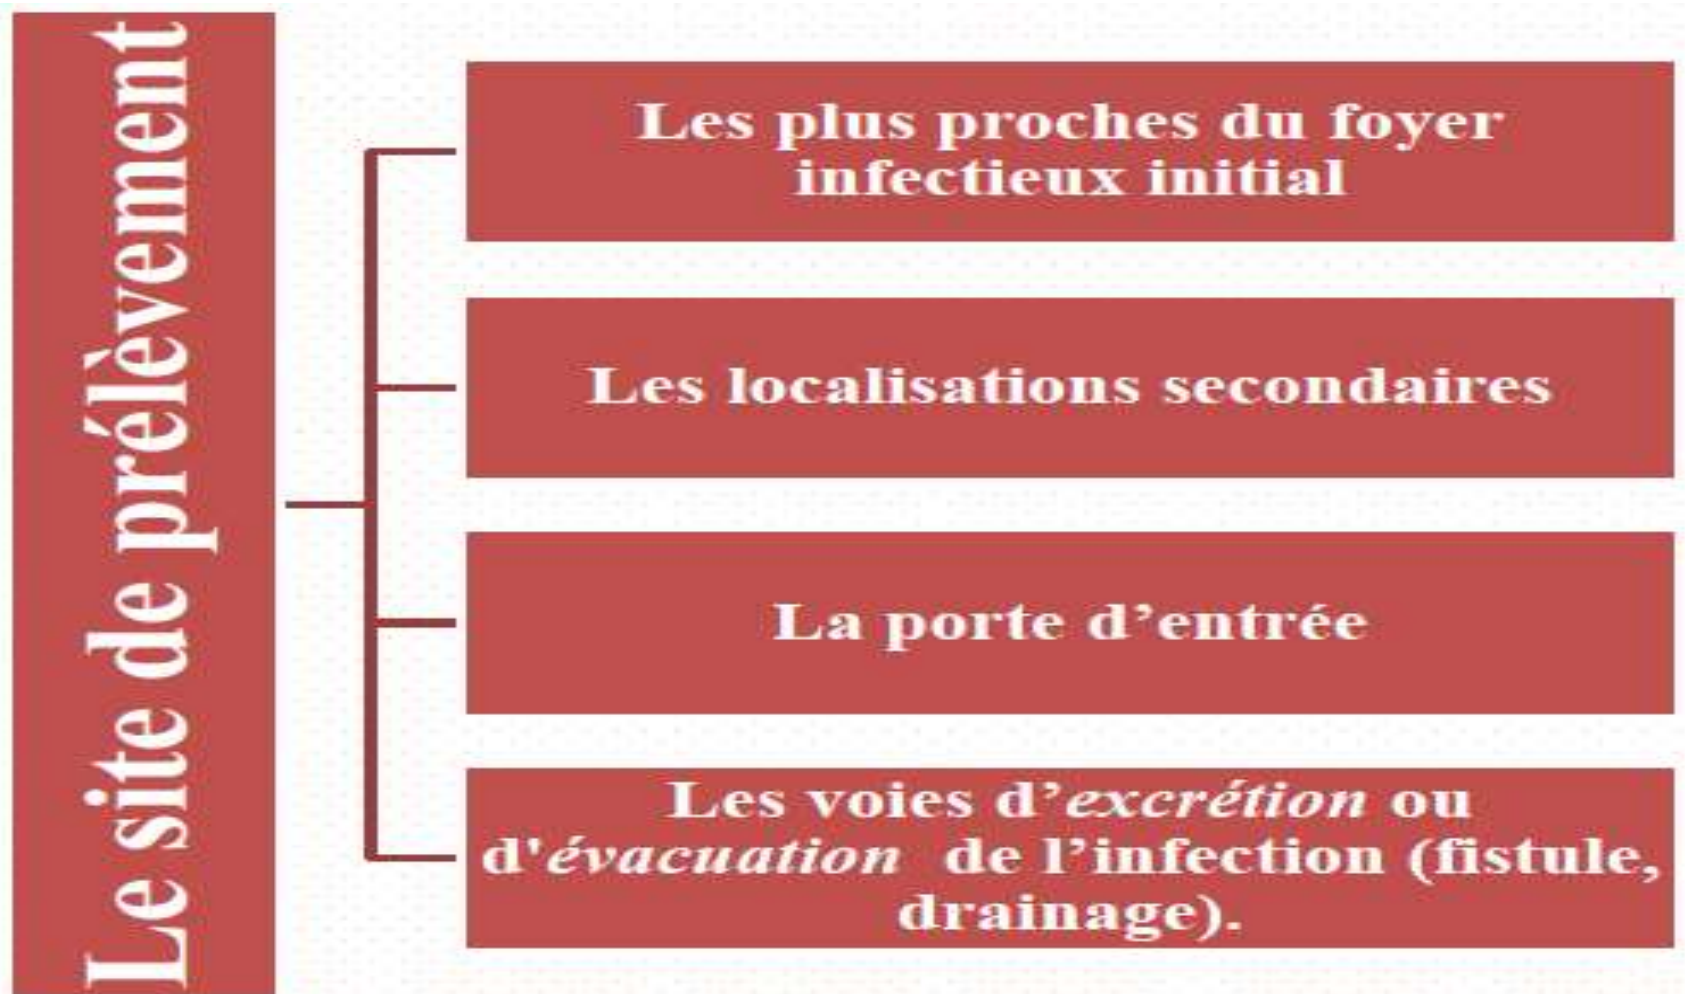 Le site de prélèvement
Les plus proches du foyer
infectieux initial
Les localisations secondaires
La porte d’entrée
Les voies d’excrétion ou
d'évacuation de l’infection (fistule,
drainage).